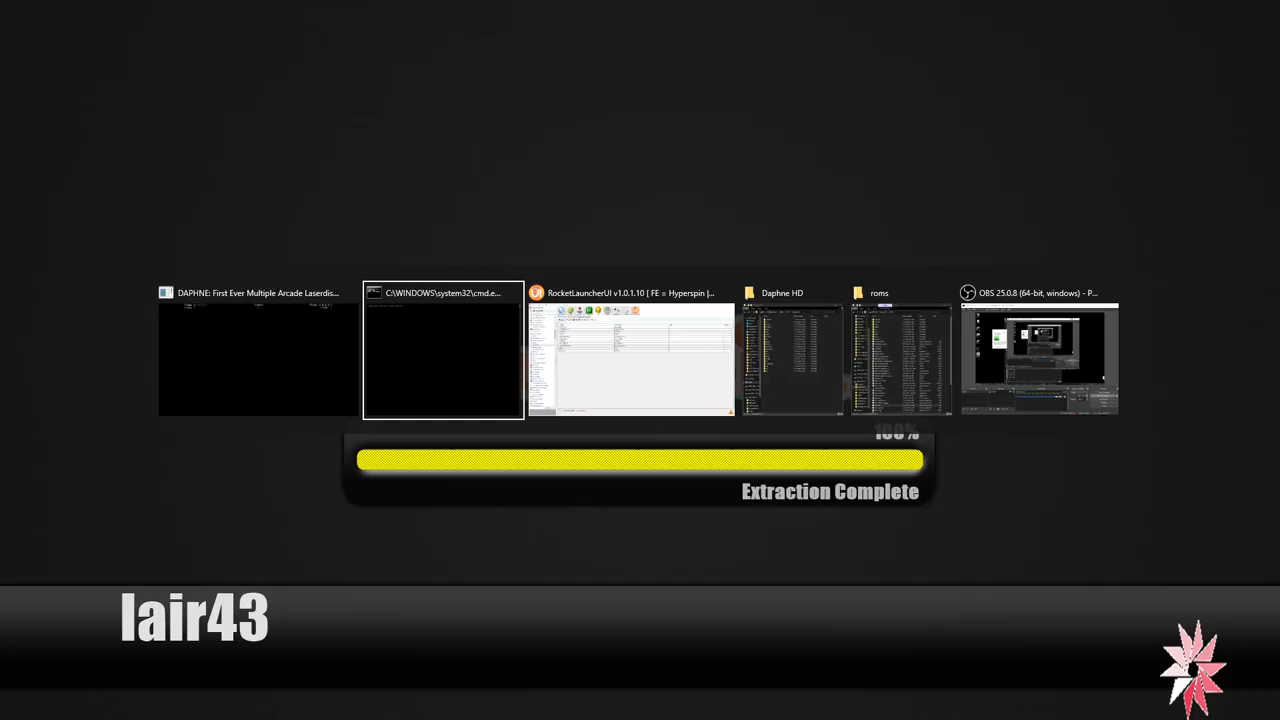 DAPHNE: First Ever Multiple Arcade Laserdis...
C:\WINDOWS\system32\cmd.e...
RocketLauncherUI v1.0.1.10 [ FE = Hyperspin |...
Daphne HD
roms
OBS 25.0.8 (64-bit, windows) - P...
100%
Extraction Complete
lair43